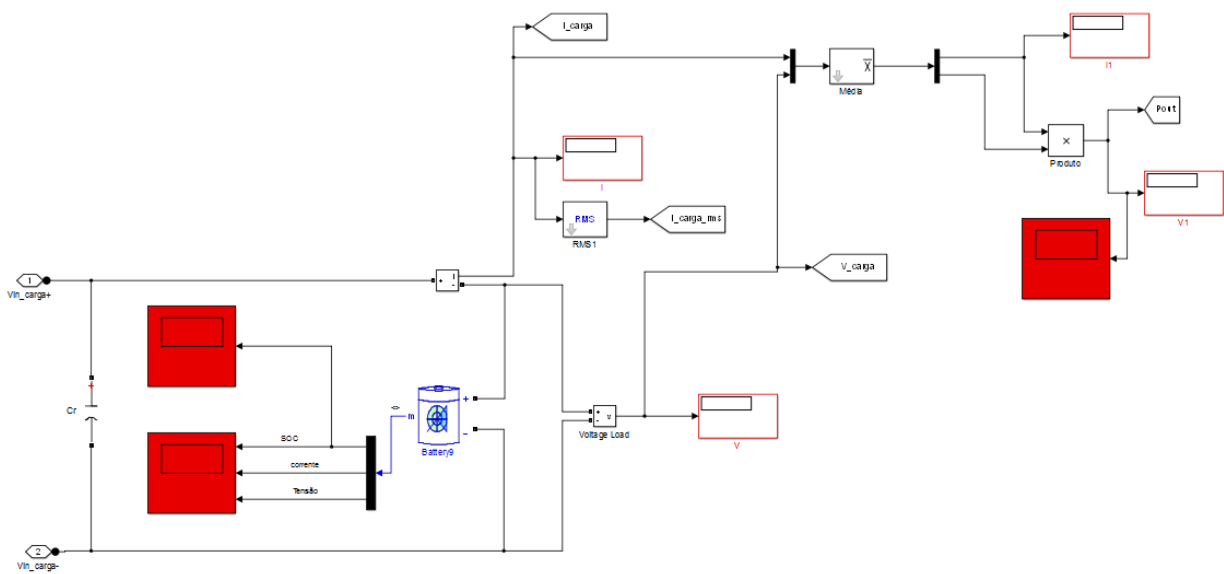 I_carga
I1
Média
Pout
×
Produto
I
RMS
RMS1
I_carga_rms
V1
V_carga
1
Vin_carga+
+
I
-
+
Cr
+
-
v
Voltage Load
V
<>
m
+
-
Battery9
SOC
corrente
Tensão
2
Vin_carga-